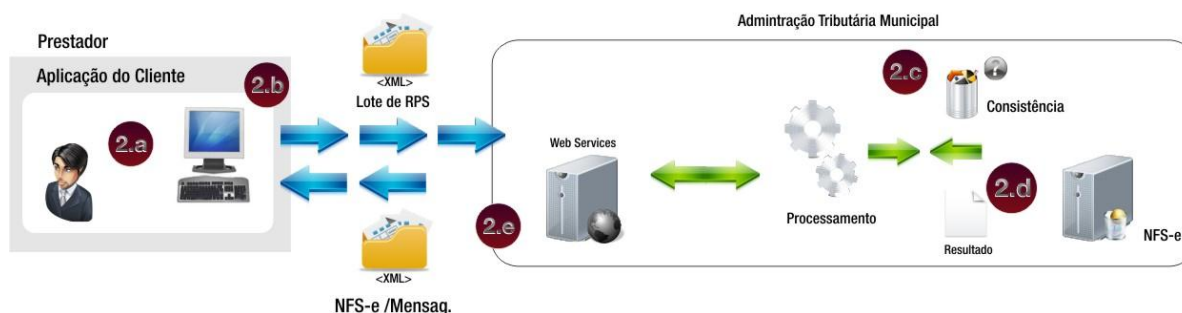 Admintração Tributária Municipal
Prestador
Aplicação do Cliente
2.a
2.b
<XML>
Lote de RPS
<XML>
NFS-e /Mensag.
2.e
Web Services
Processamento
2.c
?
Consistência
2.d
Resultado
NFS-e